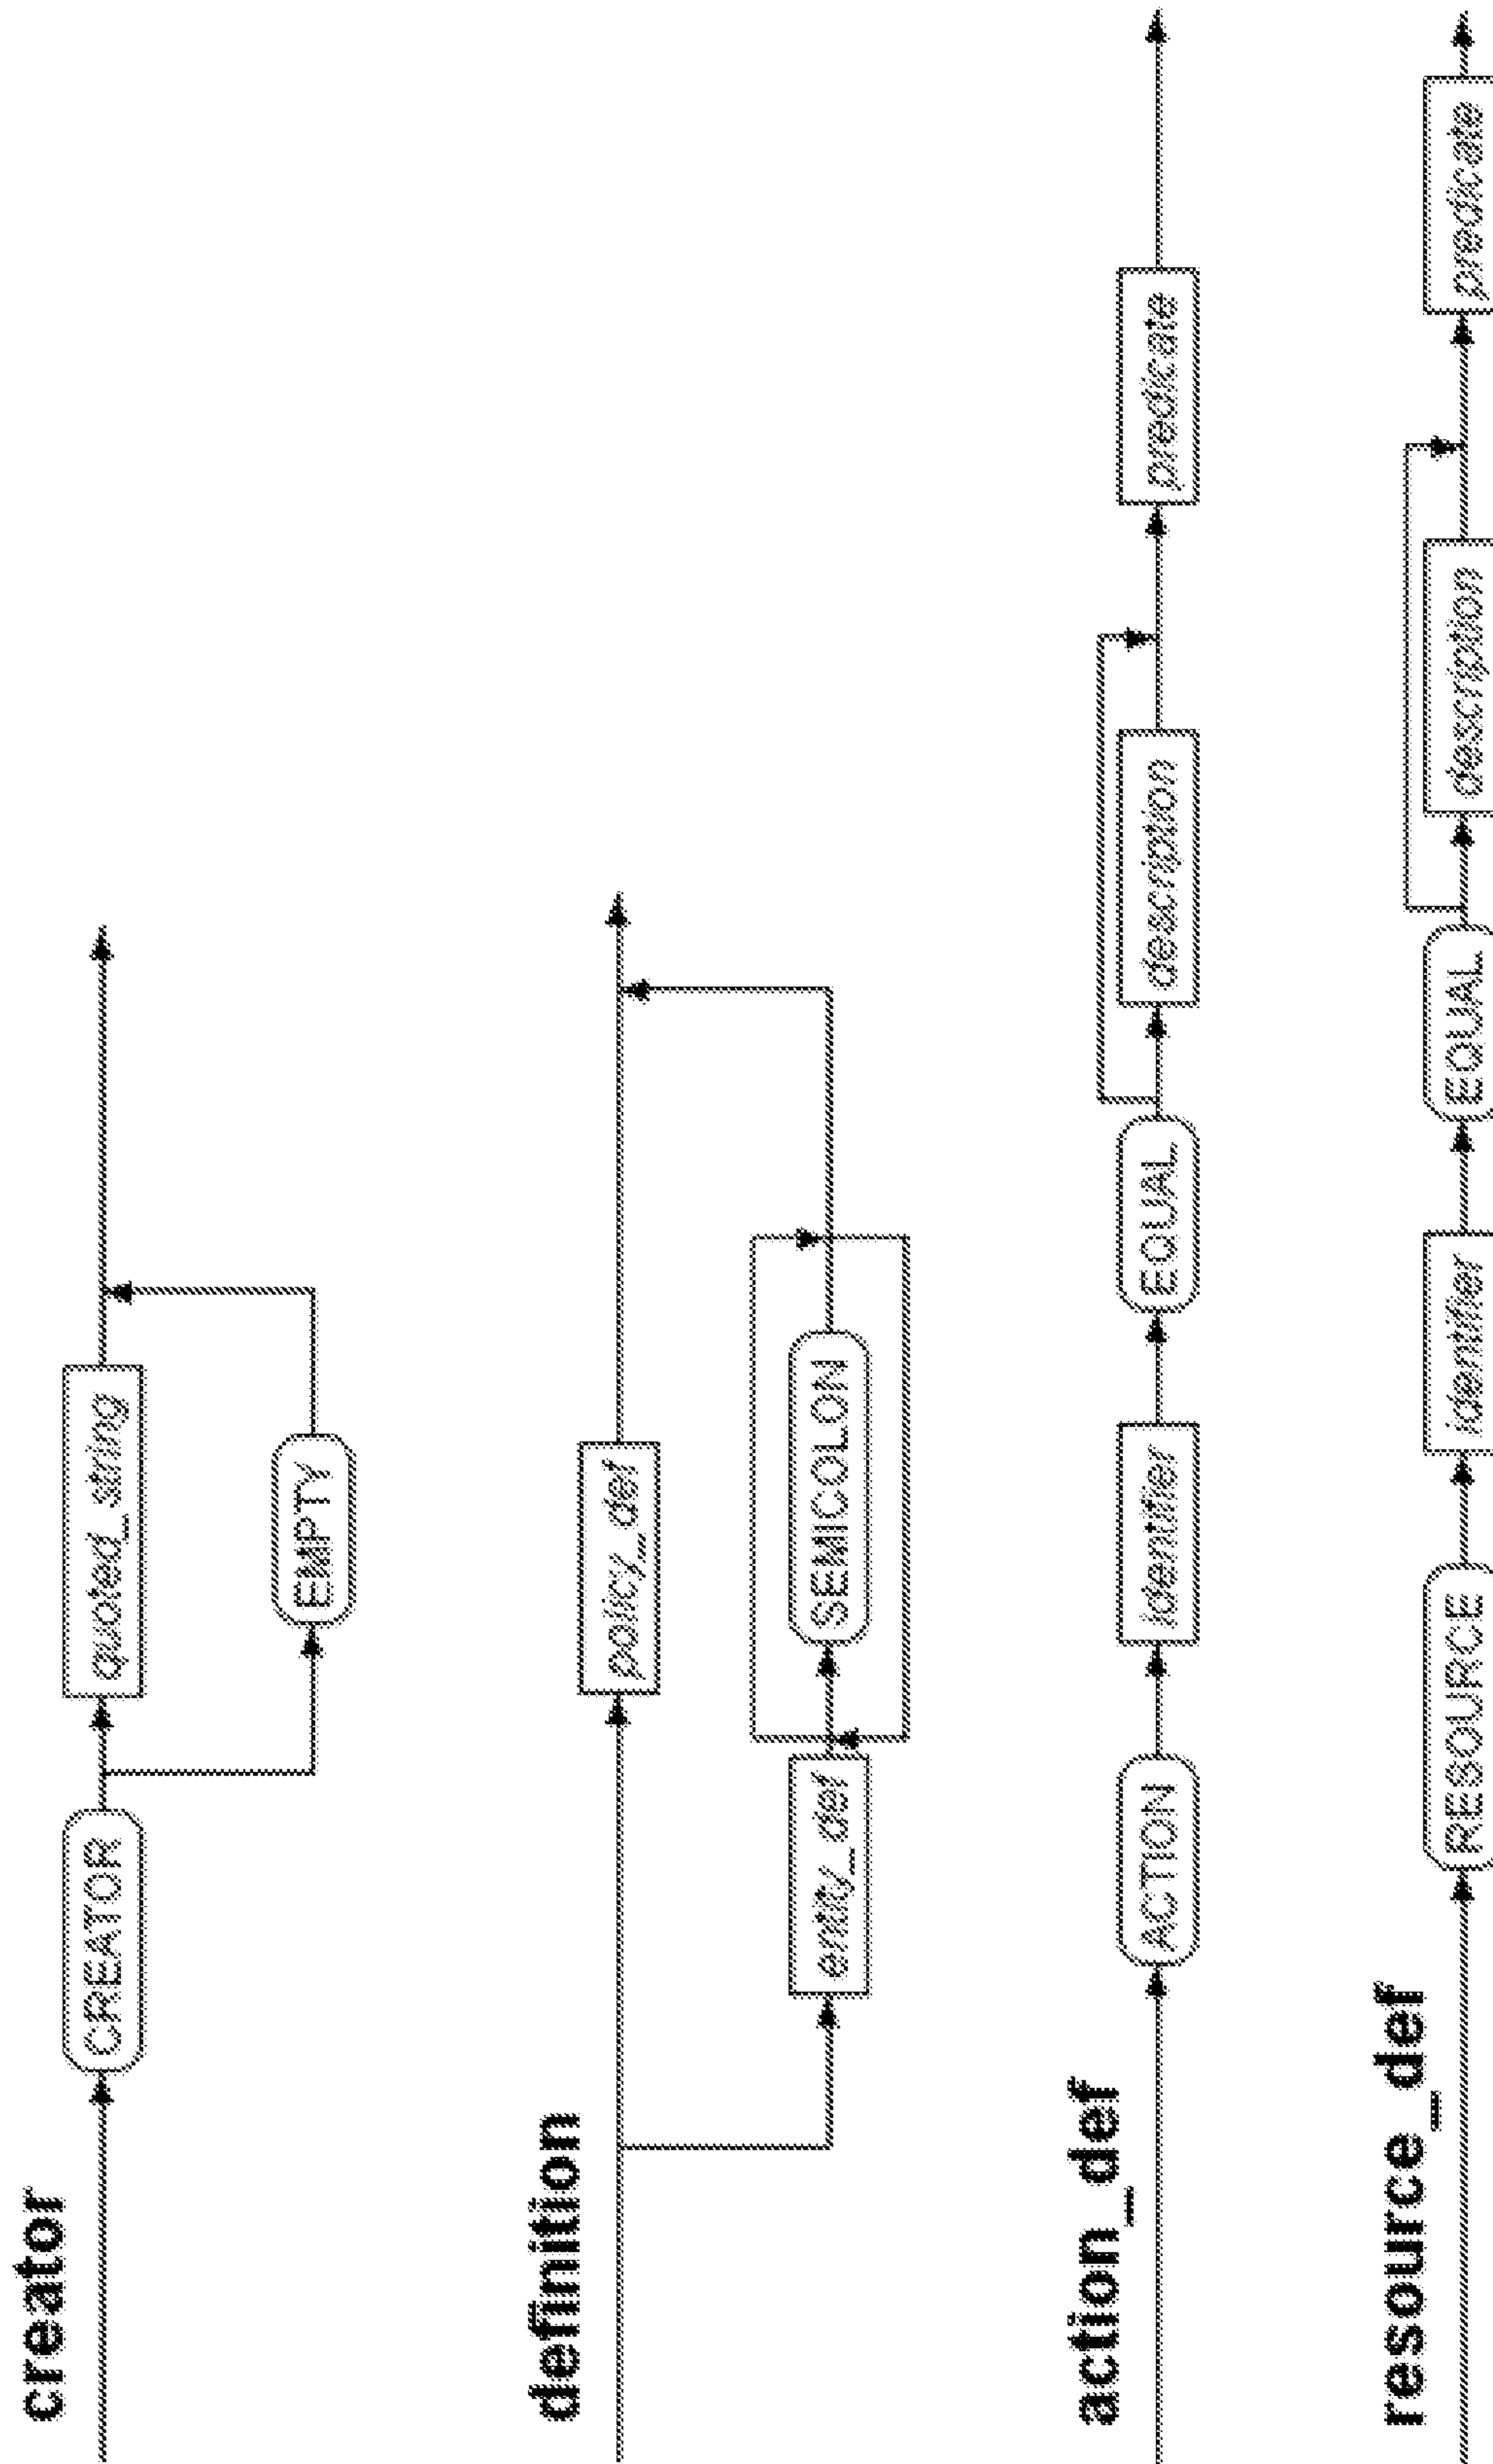 creator
CREATOR quoted_string
EMPTY
definition
policy_def
entity_def SEMICOLON
action_def
ACTION identifier EQUAL description predicate
resource_def
RESOURCE identifier EQUAL description predicate